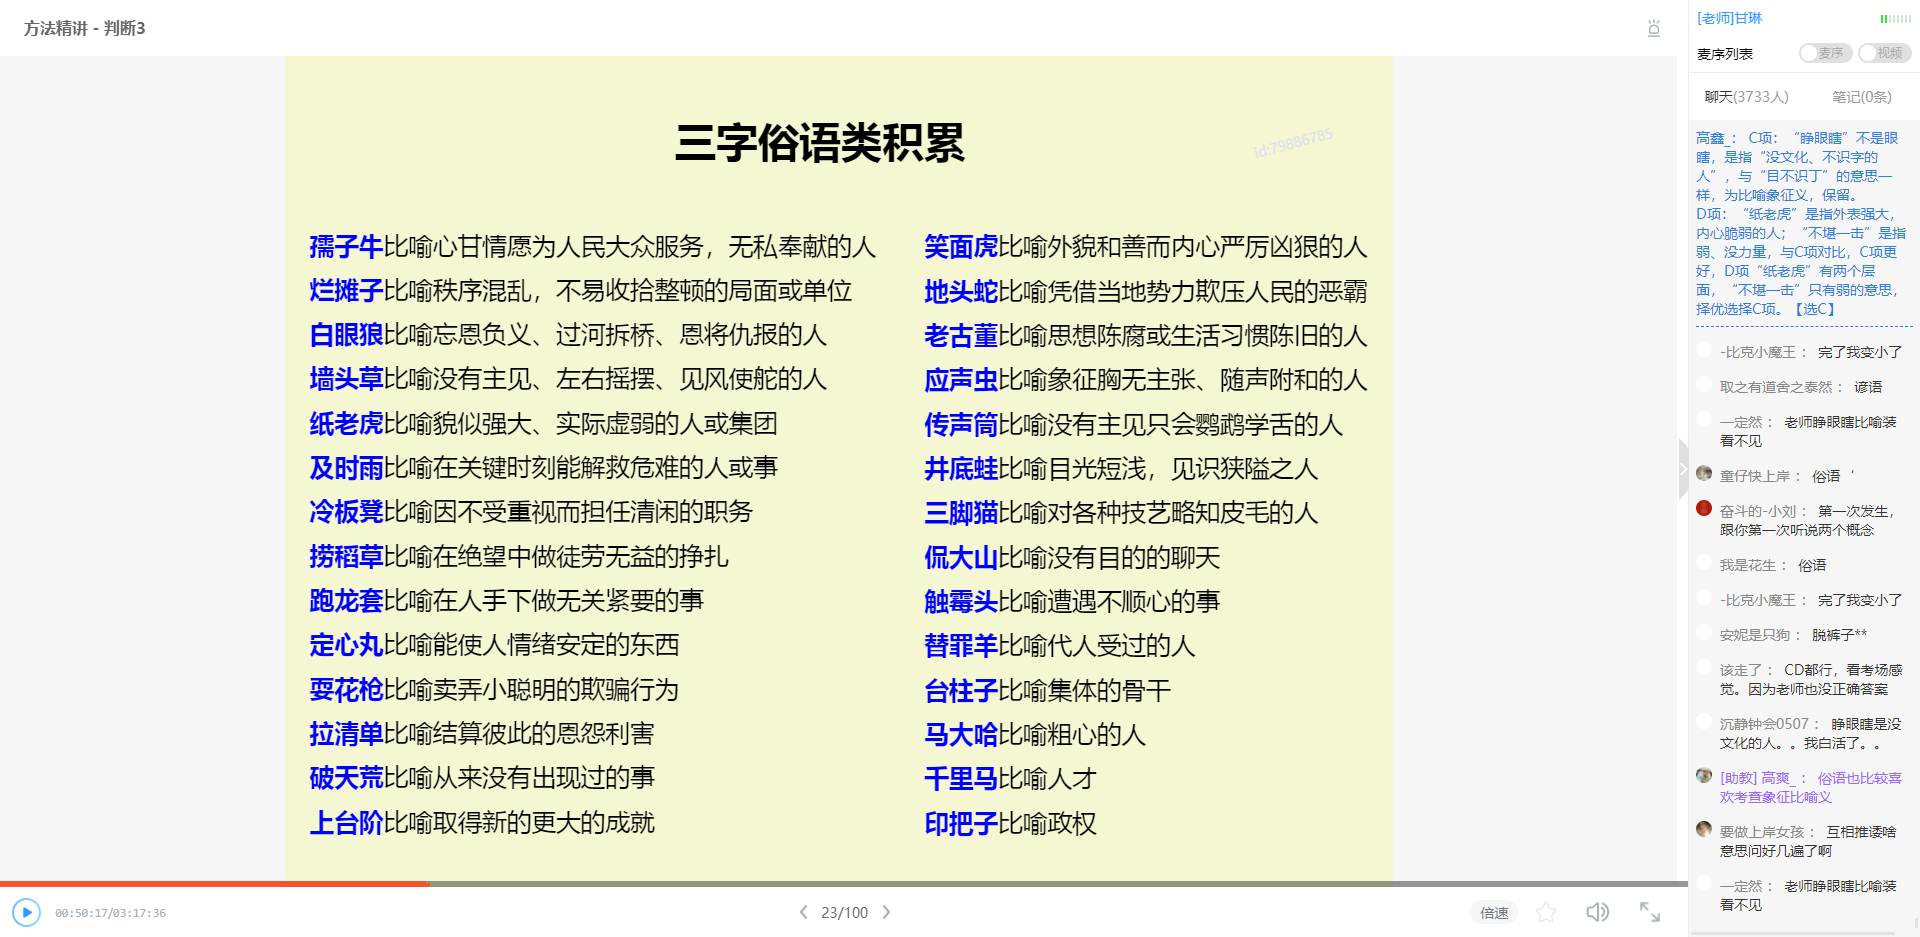 方法精讲 - 判断3
三字俗语类积累
id:79886785
孺子牛比喻心甘情愿为人民大众服务，无私奉献的人
烂摊子比喻秩序混乱，不易收拾整顿的局面或单位
白眼狼比喻忘恩负义、过河拆桥、恩将仇报的人
墙头草比喻没有主见、左右摇摆、见风使舵的人
纸老虎比喻貌似强大、实际虚弱的人或集团
及时雨比喻在关键时刻能解救危难的人或事
冷板凳比喻因不受重视而担任清闲的职务
捞稻草比喻在绝望中做徒劳无益的挣扎
跑龙套比喻在人手下做无关紧要的事
定心丸比喻能使人情绪安定的东西
耍花枪比喻卖弄小聪明的欺骗行为
拉清单比喻结算彼此的恩怨利害
破天荒比喻从来没有出现过的事
上台阶比喻取得新的更大的成就
笑面虎比喻外貌和善而内心严厉凶狠的人
地头蛇比喻凭借当地势力欺压人民的恶霸
老古董比喻思想陈腐或生活习惯陈旧的人
应声虫比喻象征胸无主张、随声附和的人
传声筒比喻没有主见只会鹦鹉学舌的人
井底蛙比喻目光短浅，见识狭隘之人
三脚猫比喻对各种技艺略知皮毛的人
侃大山比喻没有目的的聊天
触霉头比喻遭遇不顺心的事
替罪羊比喻代人受过的人
台柱子比喻集体的骨干
马大哈比喻粗心的人
千里马比喻人才
印把子比喻政权
00:50:17/03:17:36
23/100
倍速
[老师]甘琳
麦序列表
麦序
视频
聊天(3733人)
笔记(0条)
高鑫_： C项：“睁眼瞎”不是眼
瞎，是指“没文化、不识字的
人”，与“目不识丁”的意思一
样，为比喻象征义，保留。
D项：“纸老虎”是指外表强大，
内心脆弱的人；“不堪一击”是指
弱、没力量，与C项对比，C项更
好，D项“纸老虎”有两个层
面，“不堪一击”只有弱的意思，
择优选择C项。【选C】
-比克小魔王： 完了我变小了
取之有道舍之泰然： 谚语
一定然： 老师睁眼瞎比喻装
看不见
童仔快上岸： 俗语‘
奋斗的-小刘： 第一次发生，
跟你第一次听说两个概念
我是花生： 俗语
-比克小魔王： 完了我变小了
安妮是只狗： 脱裤子**
该走了： CD都行，看考场感
觉。因为老师也没正确答案
沉静钟会0507： 睁眼瞎是没
文化的人。。我白活了。。
[助教] 高爽_： 俗语也比较喜
欢考查象征比喻义
要做上岸女孩： 互相推诿啥
意思问好几遍了啊
一定然： 老师睁眼瞎比喻装
看不见